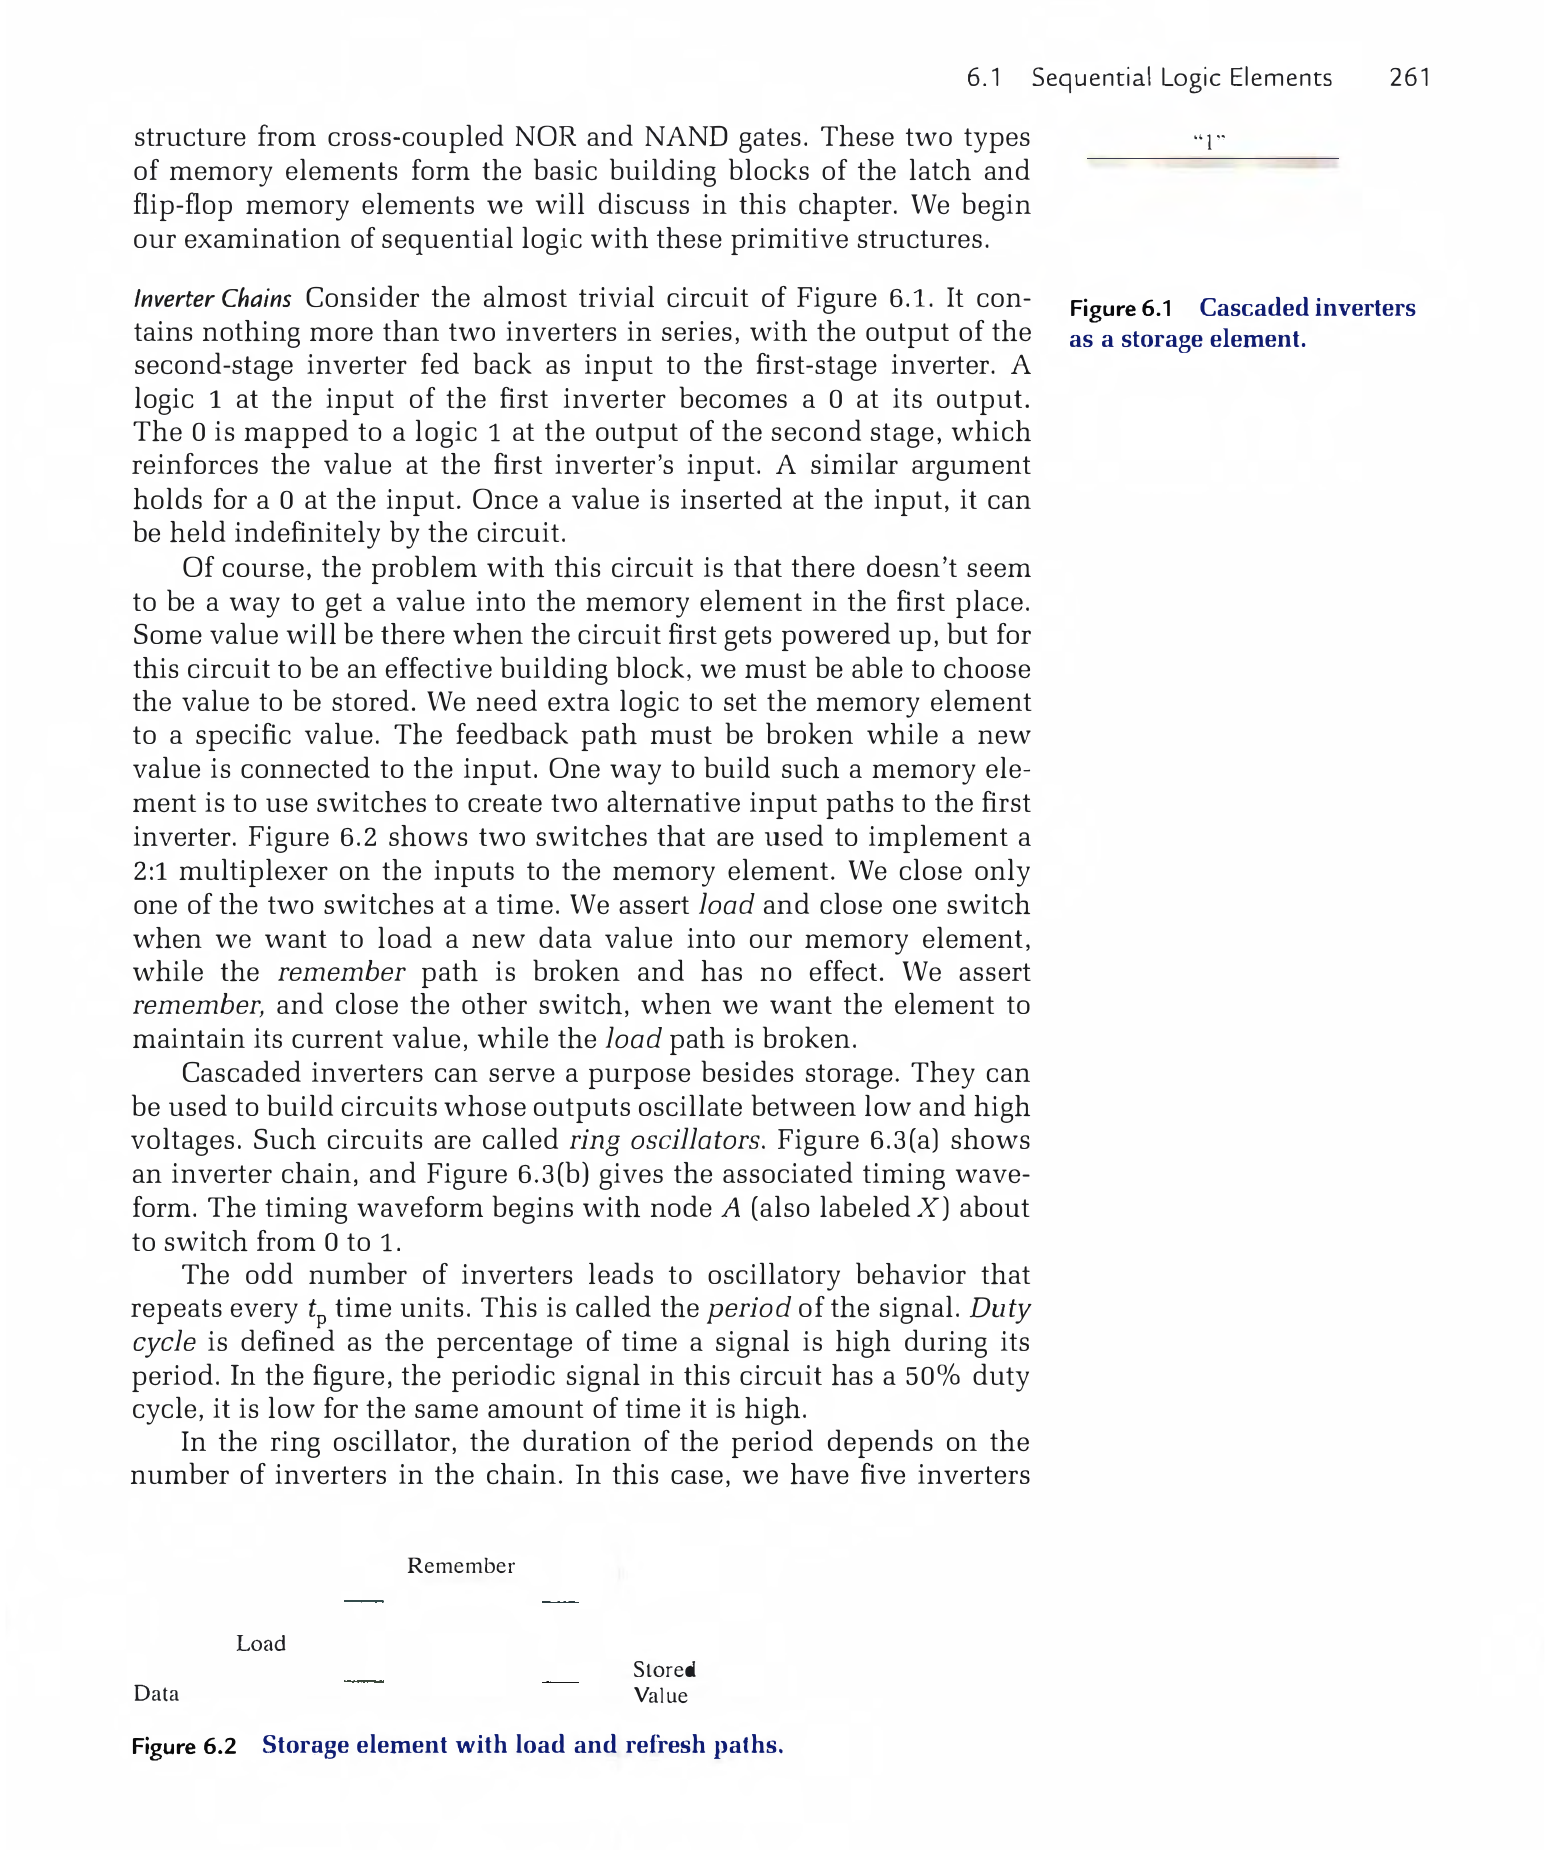 6.1 Sequential Logic Elements 261
structure from cross-coupled NOR and NAND gates. These two types
of memory elements form the basic building blocks of the latch and
flip-flop memory elements we will discuss in this chapter. We begin
our examination of sequential logic with these primitive structures.
Inverter Chains Consider the almost trivial circuit of Figure 6.1. It con-
tains nothing more than two inverters in series, with the output of the
second-stage inverter fed back as input to the first-stage inverter. A
logic 1 at the input of the first inverter becomes a 0 at its output.
The 0 is mapped to a logic 1 at the output of the second stage, which
reinforces the value at the first inverter's input. A similar argument
holds for a 0 at the input. Once a value is inserted at the input, it can
be held indefinitely by the circuit.
Of course, the problem with this circuit is that there doesn't seem
to be a way to get a value into the memory element in the first place.
Some value will be there when the circuit first gets powered up, but for
this circuit to be an effective building block, we must be able to choose
the value to be stored. We need extra logic to set the memory element
to a specific value. The feedback path must be broken while a new
value is connected to the input. One way to build such a memory ele-
ment is to use switches to create two alternative input paths to the first
inverter. Figure 6.2 shows two switches that are used to implement a
2:1 multiplexer on the inputs to the memory element. We close only
one of the two switches at a time. We assert load and close one switch
when we want to load a new data value into our memory element,
while the remember path is broken and has no effect. We assert
remember, and close the other switch, when we want the element to
maintain its current value, while the load path is broken.
Cascaded inverters can serve a purpose besides storage. They can
be used to build circuits whose outputs oscillate between low and high
voltages. Such circuits are called ring oscillators. Figure 6.3(a) shows
an inverter chain, and Figure 6.3(b) gives the associated timing wave-
form. The timing waveform begins with node A (also labeled X) about
to switch from 0 to 1.
The odd number of inverters leads to oscillatory behavior that
repeats every tp time units. This is called the period of the signal. Duty
cycle is defined as the percentage of time a signal is high during its
period. In the figure, the periodic signal in this circuit has a 50% duty
cycle, it is low for the same amount of time it is high.
In the ring oscillator, the duration of the period depends on the
number of inverters in the chain. In this case, we have five inverters
"1"
Figure 6.1 Cascaded inverters
as a storage element.
Remember
Load
Data
Stored
Value
Figure 6.2 Storage element with load and refresh paths.